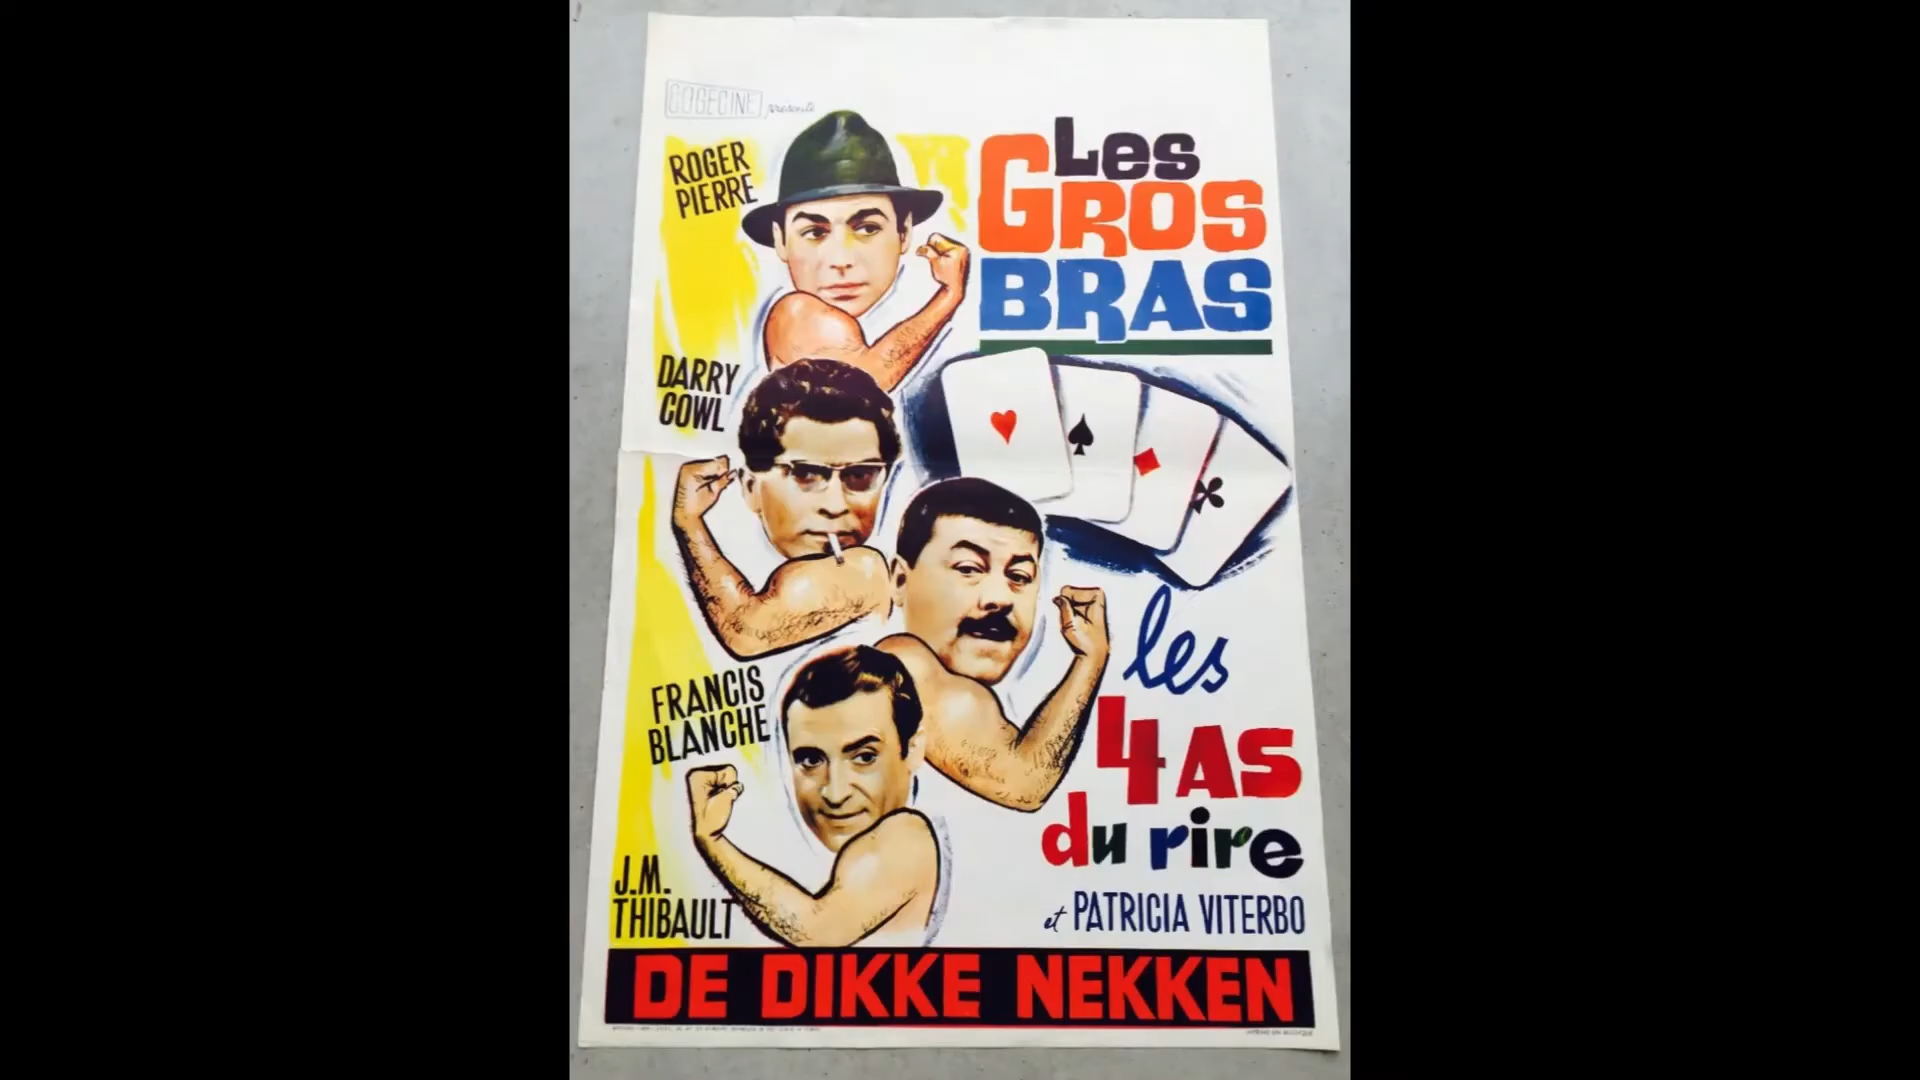 COGECINE présente
ROGER
PIERRE
Les
GROS
BRAS
DARRY
COWL
FRANCIS
BLANCHE
les
4 AS
du rire
J.M.
THIBAULT
et PATRICIA VITERBO
DE DIKKE NEKKEN